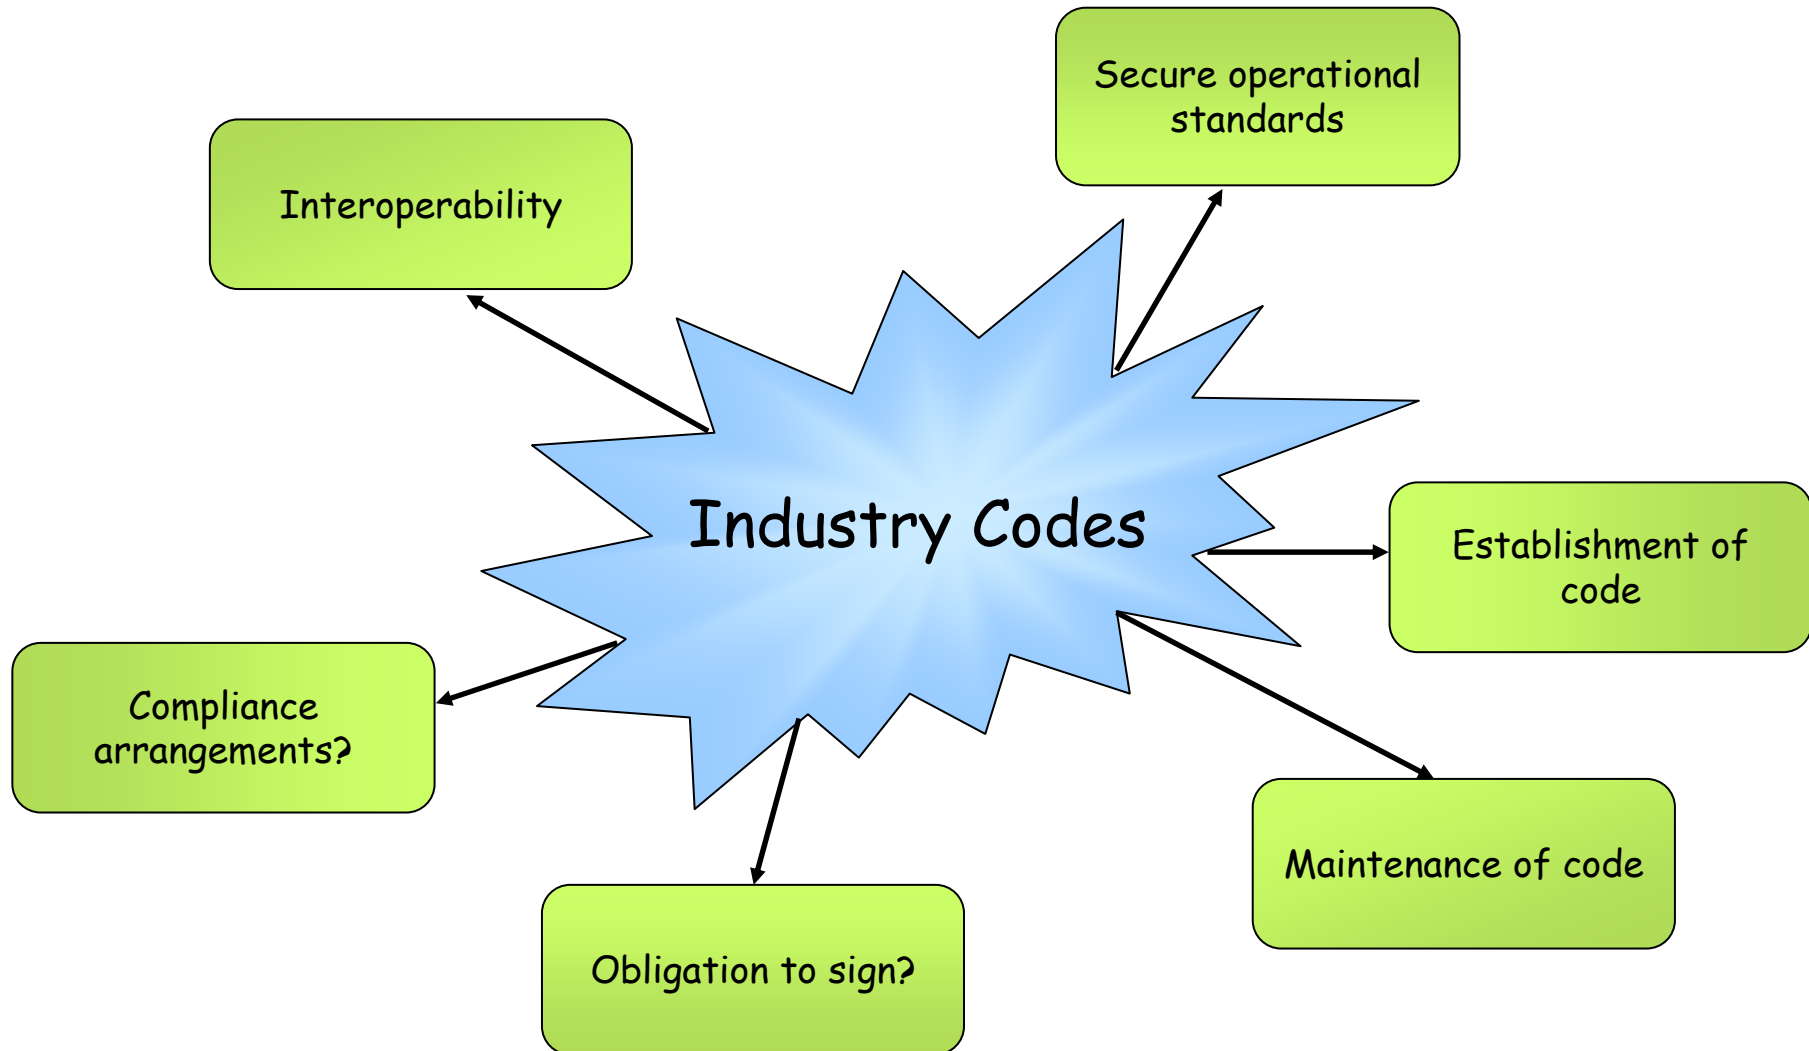 Secure operational
standards
Interoperability
Industry Codes
Establishment of
code
Compliance
arrangements?
Maintenance of code
Obligation to sign?